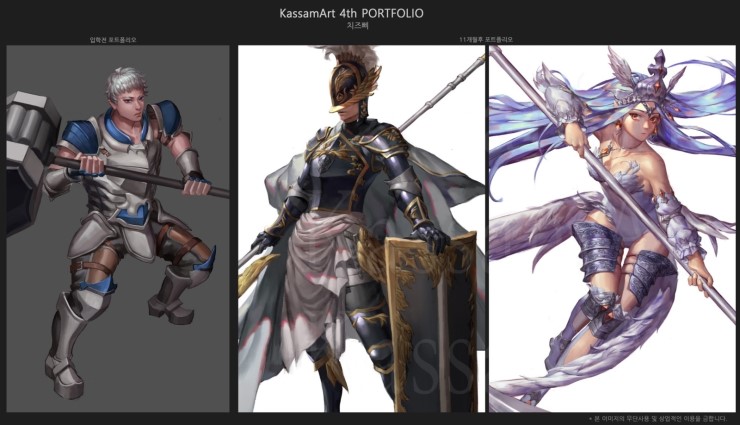 KassamArt 4th PORTFOLIO
치즈삐
입학전 포트폴리오
11개월후 포트폴리오
SS
* 본 이미지의 무단사용 및 상업적인 이용을 금합니다.